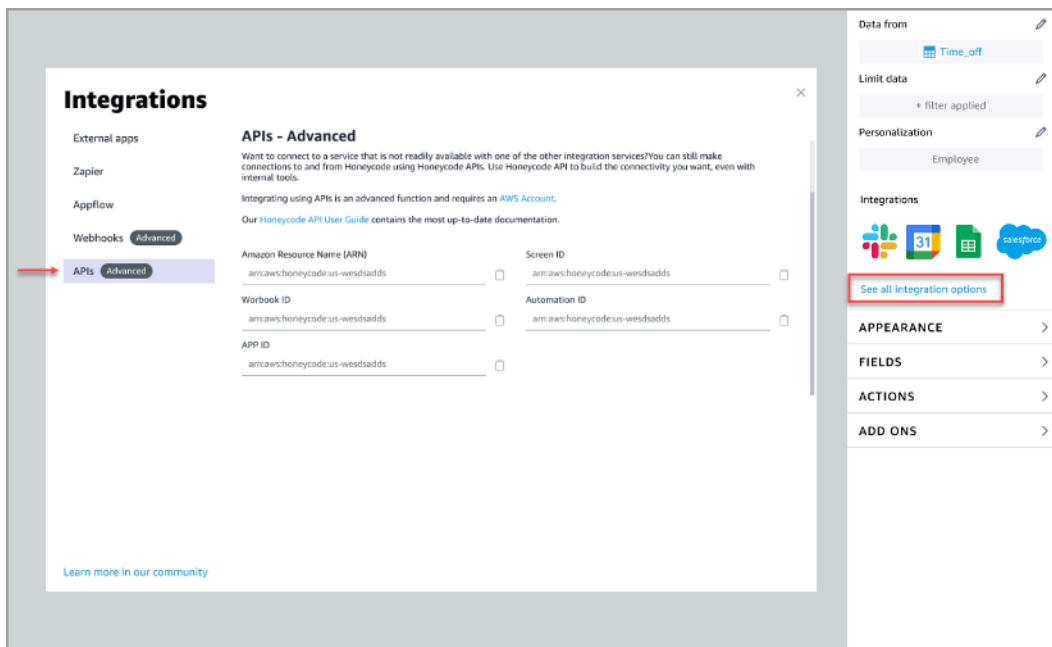 Integrations
External apps
Zapier
Appflow
Webhooks Advanced
APIs Advanced
Learn more in our community
APIs - Advanced
Want to connect to a service that is not readily available with one of the other integration services?You can still make
connections to and from Honeycode using Honeycode APIs. Use Honeycode API to build the connectivity you want, even with
internal tools.
Integrating using APIs is an advanced function and requires an AWS Account.
Our Honeycode API User Guide contains the most up-to-date documentation.
Amazon Resource Name (ARN)
arn:aws:honeycode:us-wesdsadds
Screen ID
arn:aws:honeycode:us-wesdsadds
Worbook ID
arn:aws:honeycode:us-wesdsadds
Automation ID
arn:aws:honeycode:us-wesdsadds
APP ID
arn:aws:honeycode:us-wesdsadds
Data from
Time_off
Limit data
+ filter applied
Personalization
Employee
Integrations
31
salesforce
See all integration options
APPEARANCE
FIELDS
ACTIONS
ADD ONS